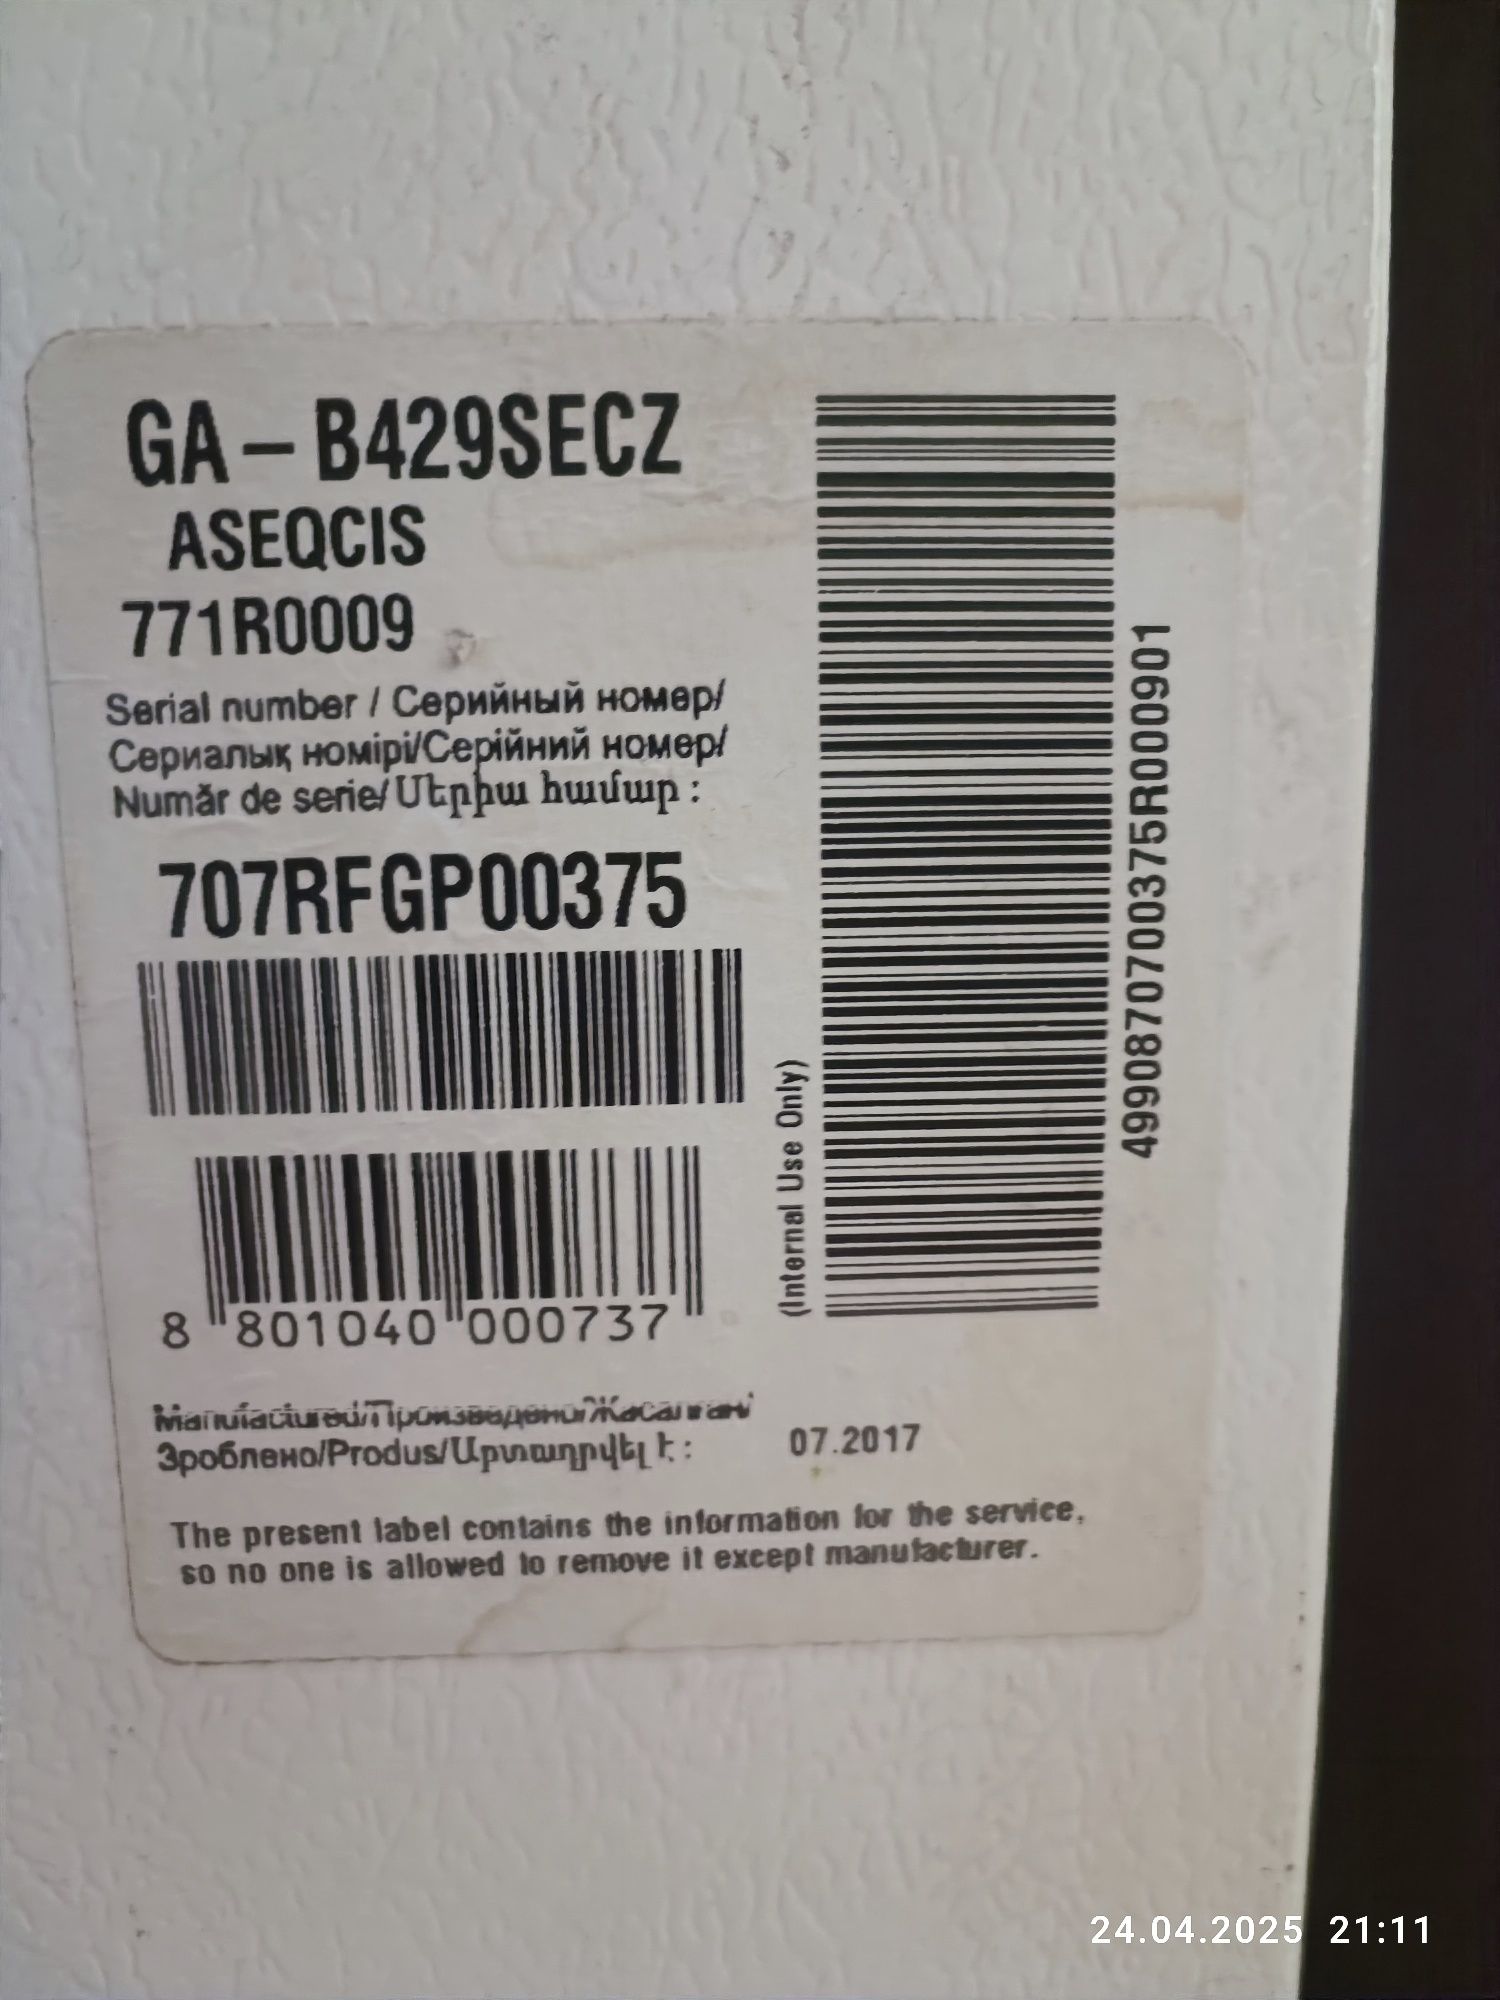 GA-B429SECZ
ASEQCIS
771R0009
Serial number / Серийный номер/
Сериалық номірі/Серійний номер/
Număr de serie/Սերիա համար :
707RFGP00375
8 801040 000737
(Internal Use Only)
499087070700375R000901
Manufactured/Произведено/Жасалған/
Зроблено/Produs/Արտադրվել է : 07.2017
The present label contains the information for the service,
so no one is allowed to remove it except manufacturer.
24.04.2025 21:11